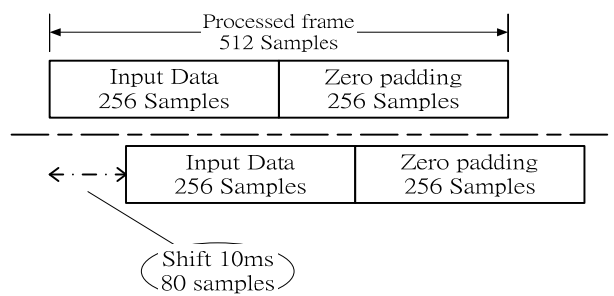 Processed frame
512 Samples
Input Data
256 Samples
Zero padding
256 Samples
Input Data
256 Samples
Zero padding
256 Samples
Shift 10ms
80 samples